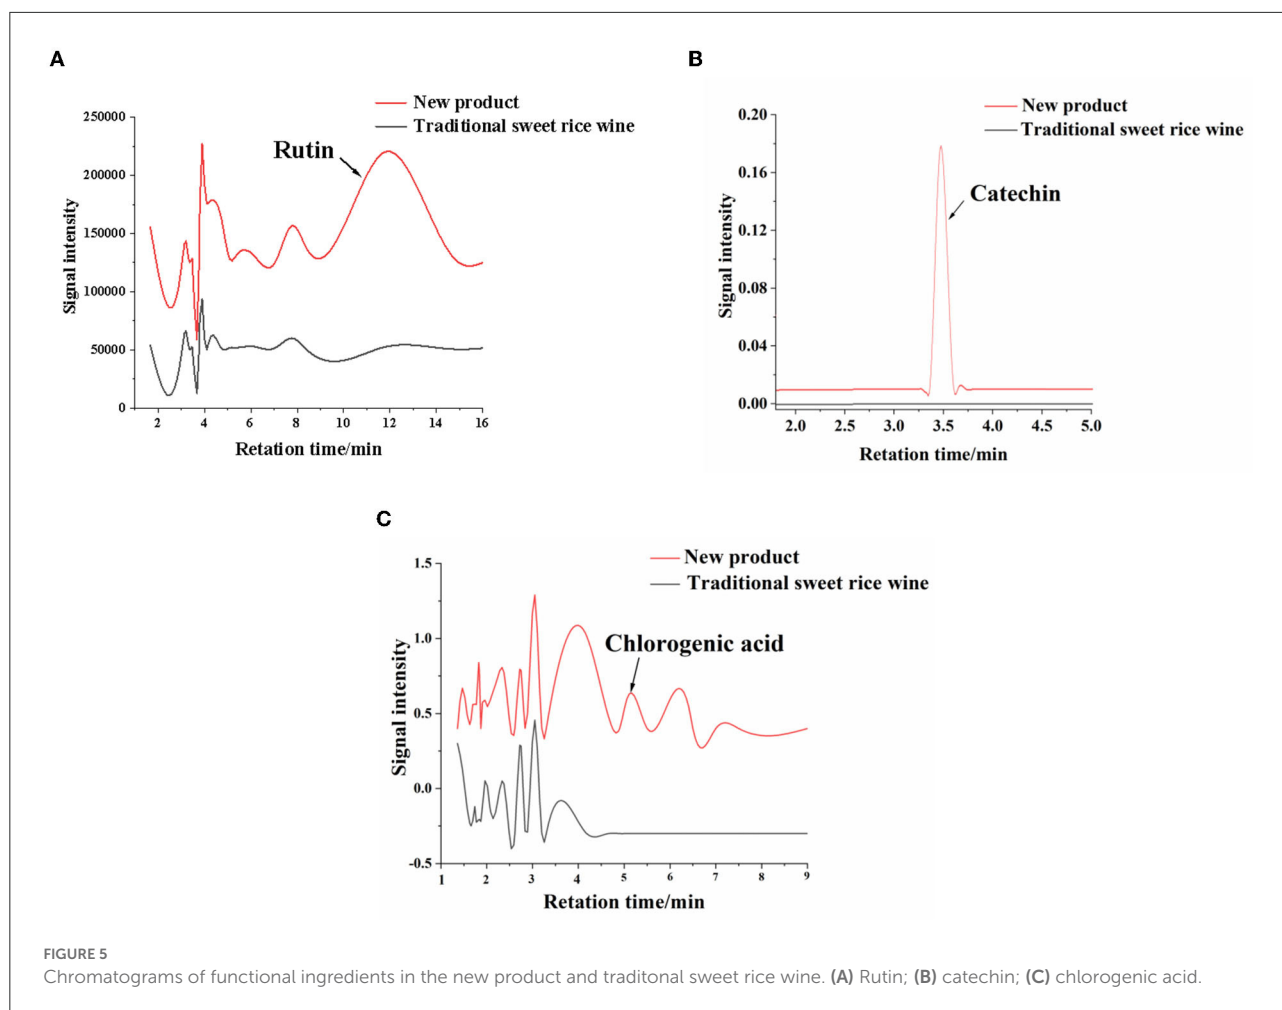 A
New product
Traditional sweet rice wine
Rutin
Signal intensity
250000
200000
150000
100000
50000
0
2 4 6 8 10 12 14 16
Retation time/min
B
New product
Traditional sweet rice wine
Catechin
Signal intensity
0.20
0.16
0.12
0.08
0.04
0.00
2.0 2.5 3.0 3.5 4.0 4.5 5.0
Retation time/min
C
New product
Traditional sweet rice wine
Chlorogenic acid
Signal intensity
1.5
1.0
0.5
0.0
-0.5
1 2 3 4 5 6 7 8 9
Retation time/min
FIGURE 5
Chromatograms of functional ingredients in the new product and traditonal sweet rice wine. (A) Rutin; (B) catechin; (C) chlorogenic acid.